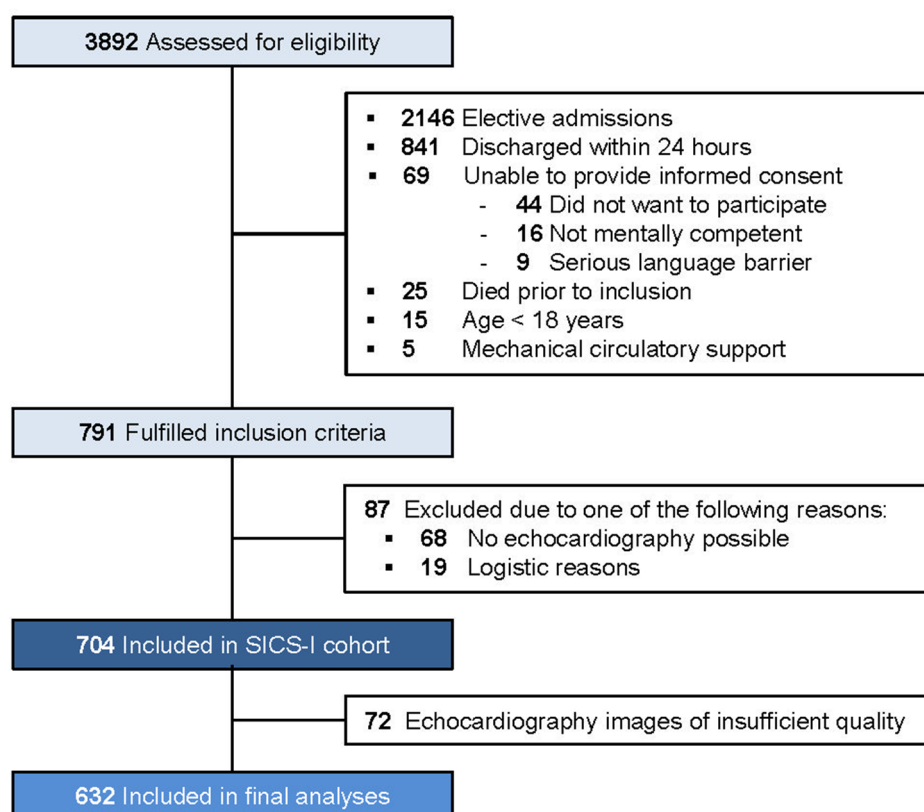 3892 Assessed for eligibility
▪ 2146 Elective admissions
▪ 841 Discharged within 24 hours
▪ 69 Unable to provide informed consent
- 44 Did not want to participate
- 16 Not mentally competent
- 9 Serious language barrier
▪ 25 Died prior to inclusion
▪ 15 Age < 18 years
▪ 5 Mechanical circulatory support
791 Fulfilled inclusion criteria
87 Excluded due to one of the following reasons:
▪ 68 No echocardiography possible
▪ 19 Logistic reasons
704 Included in SICS-I cohort
72 Echocardiography images of insufficient quality
632 Included in final analyses